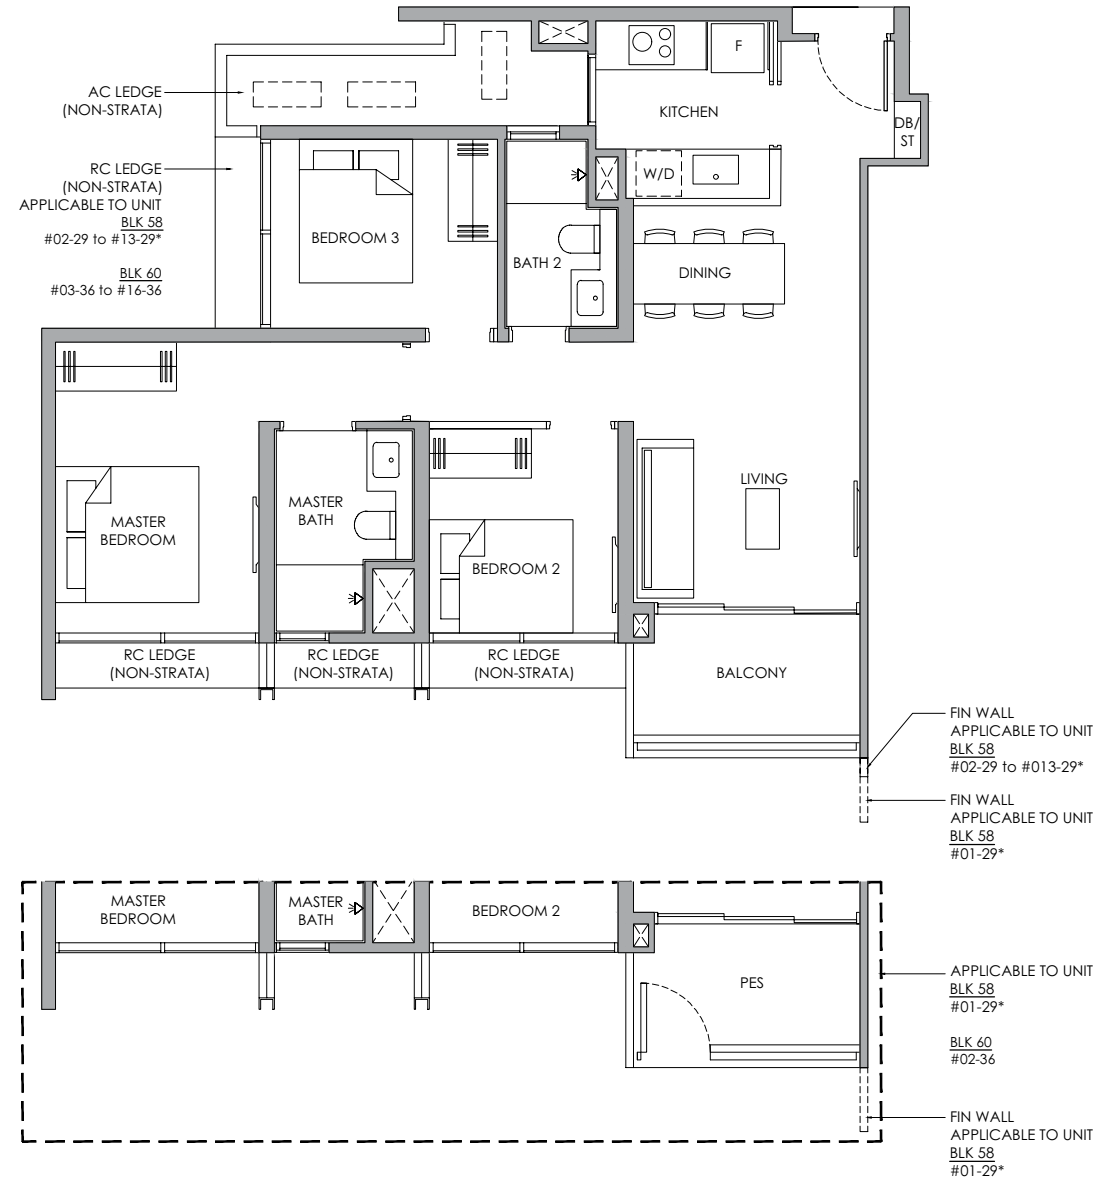 F
KITCHEN
AC LEDGE
(NON-STRATA)
DB/
ST
RC LEDGE
(NON-STRATA)
APPLICABLE TO UNIT
BLK 58
#02-29 to #13-29*
BLK 60
#03-36 to #16-36
W/D
BEDROOM 3
BATH 2
DINING
LIVING
MASTER
BEDROOM
MASTER
BATH
BEDROOM 2
RC LEDGE
(NON-STRATA)
RC LEDGE
(NON-STRATA)
RC LEDGE
(NON-STRATA)
BALCONY
FIN WALL
APPLICABLE TO UNIT
BLK 58
#02-29 to #013-29*
FIN WALL
APPLICABLE TO UNIT
BLK 58
#01-29*
MASTER
BEDROOM
MASTER
BATH
BEDROOM 2
PES
APPLICABLE TO UNIT
BLK 58
#01-29*
BLK 60
#02-36
FIN WALL
APPLICABLE TO UNIT
BLK 58
#01-29*